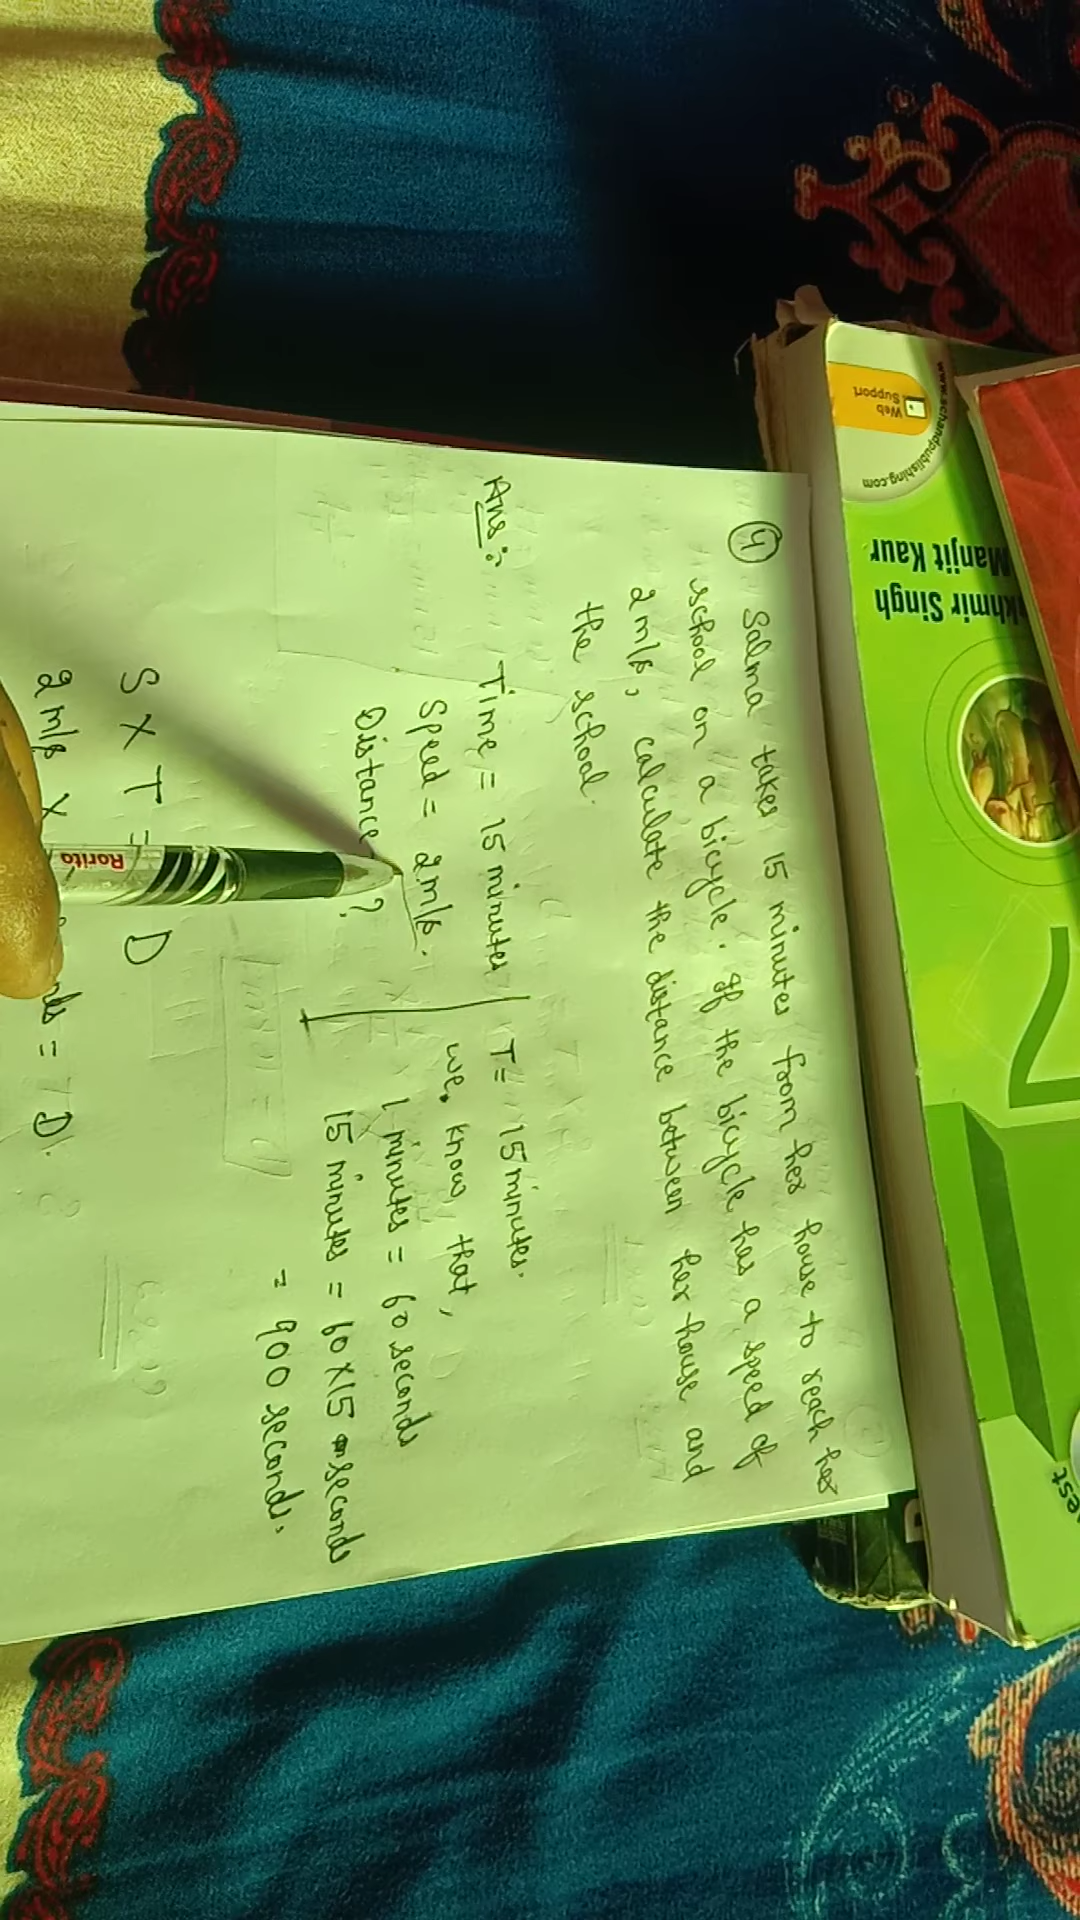 4 Salma takes 15 minutes from her house to reach her
school on a bicycle. If the bicycle has a speed of
2 m/s, calculate the distance between her house and
the school.
Ans: Time = 15 minutes
Speed = 2 m/s.
Distance ?
T = 15 minutes.
We know that,
1 minutes = 60 seconds
15 minutes = 60 X 15 seconds
= 900 seconds.
S X T = D
2 m/s X = D
Rorito
www.schandpublishing.com
Web
Support
khmir Singh
Manjit Kaur
7